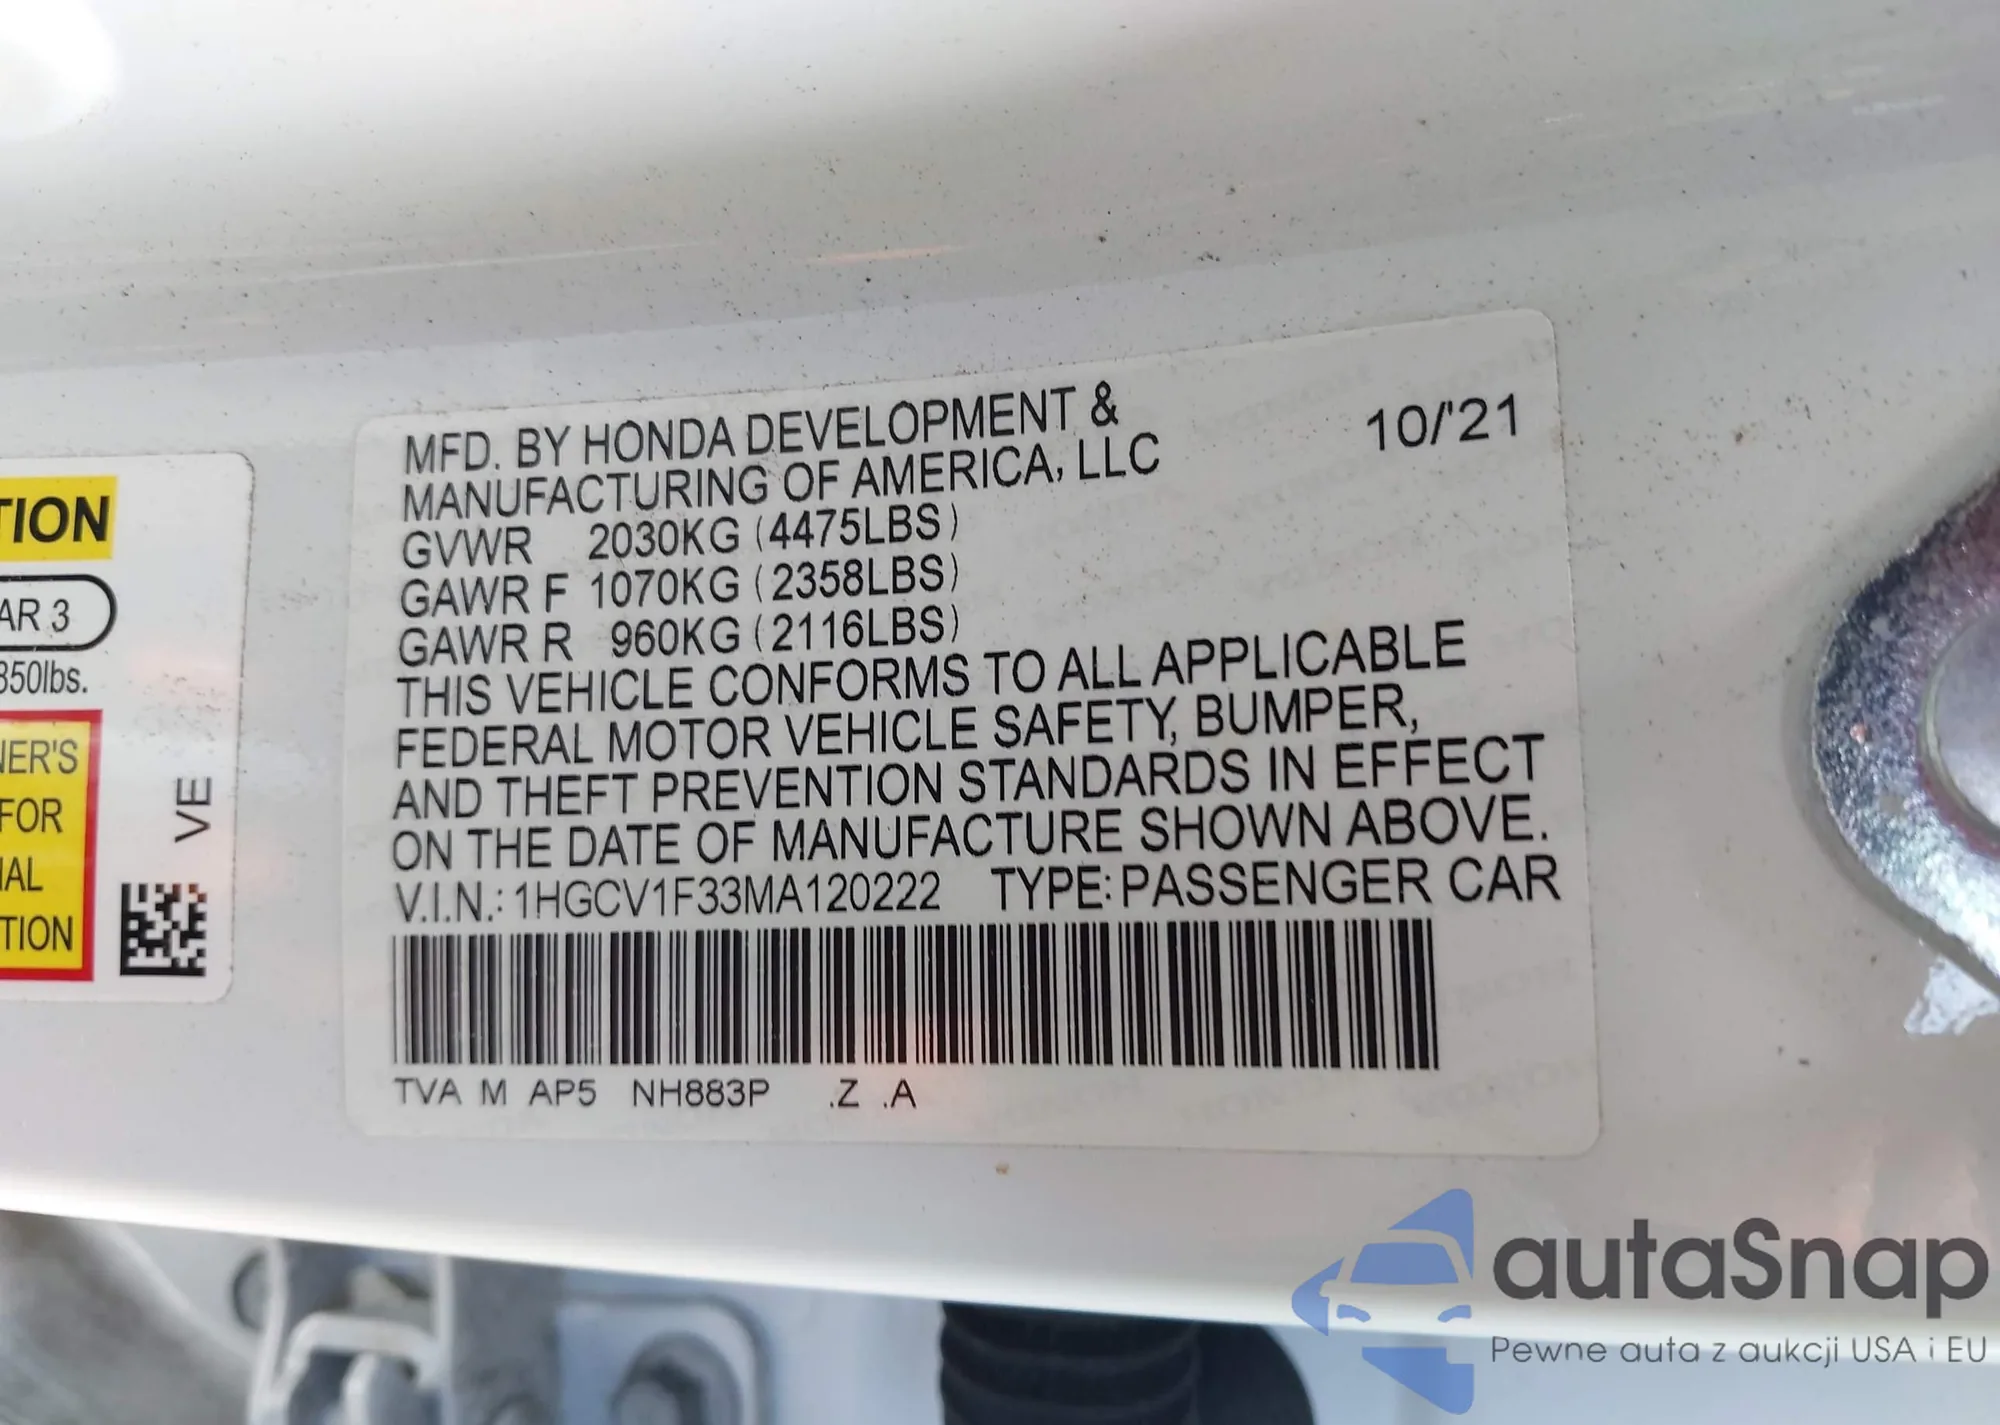 TION
AR 3
350lbs.
NER'S
FOR
IAL
TION
VE
MFD. BY HONDA DEVELOPMENT &
MANUFACTURING OF AMERICA, LLC
10/'21
GVWR 2030KG (4475LBS)
GAWR F 1070KG (2358LBS)
GAWR R 960KG (2116LBS)
THIS VEHICLE CONFORMS TO ALL APPLICABLE
FEDERAL MOTOR VEHICLE SAFETY, BUMPER,
AND THEFT PREVENTION STANDARDS IN EFFECT
ON THE DATE OF MANUFACTURE SHOWN ABOVE.
V.I.N.: 1HGCV1F33MA120222 TYPE: PASSENGER CAR
TVA M AP5 NH883P .Z .A
autaSnap
Pewne auta z aukcji USA i EU